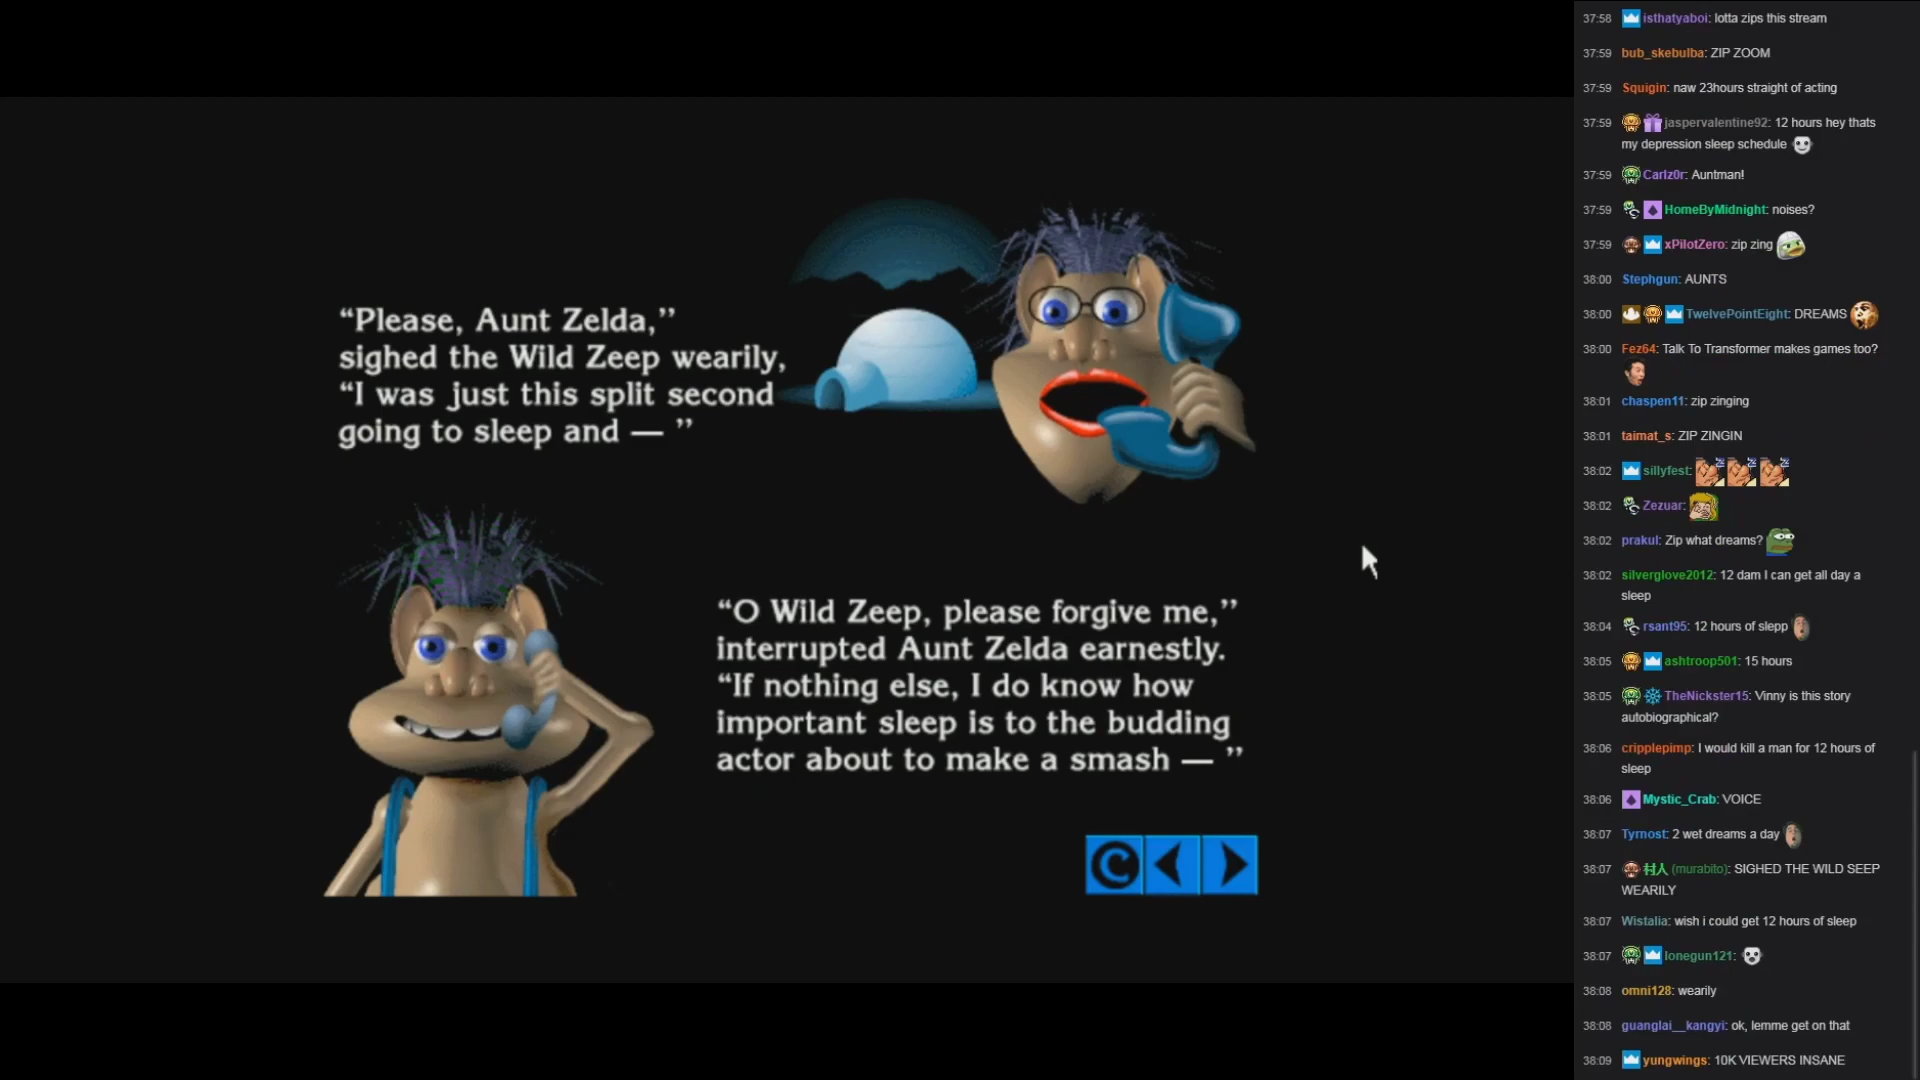 “Please, Aunt Zelda,”
sighed the Wild Zeep wearily,
“I was just this split second
going to sleep and — ”
“O Wild Zeep, please forgive me,”
interrupted Aunt Zelda earnestly.
“If nothing else, I do know how
important sleep is to the budding
actor about to make a smash — ”
C
37:58 isthatyaboi: lotta zips this stream
37:59 bub_skebulba: ZIP ZOOM
37:59 Squigin: naw 23hours straight of acting
37:59 jaspervalentine92: 12 hours hey thats
my depression sleep schedule
37:59 Carlz0r: Auntman!
37:59 HomeByMidnight: noises?
37:59 xPilotZero: zip zing
38:00 Stephgun: AUNTS
38:00 TwelvePointEight: DREAMS
38:00 Fez64: Talk To Transformer makes games too?
38:01 chaspen11: zip zinging
38:01 taimat_s: ZIP ZINGIN
38:02 sillyfest:
38:02 Zezuar:
38:02 prakul: Zip what dreams?
38:02 silverglove2012: 12 dam I can get all day a
sleep
38:04 rsant95: 12 hours of slepp
38:05 ashtroop501: 15 hours
38:05 TheNickster15: Vinny is this story
autobiographical?
38:06 cripplepimp: I would kill a man for 12 hours of
sleep
38:06 Mystic_Crab: VOICE
38:07 Tyrnost: 2 wet dreams a day
38:07 村人 (murabito): SIGHED THE WILD SEEP
WEARILY
38:07 Wistalia: wish i could get 12 hours of sleep
38:07 lonegun121:
38:08 omni128: wearily
38:08 guanglai__kangyi: ok, lemme get on that
38:09 yungwings: 10K VIEWERS INSANE